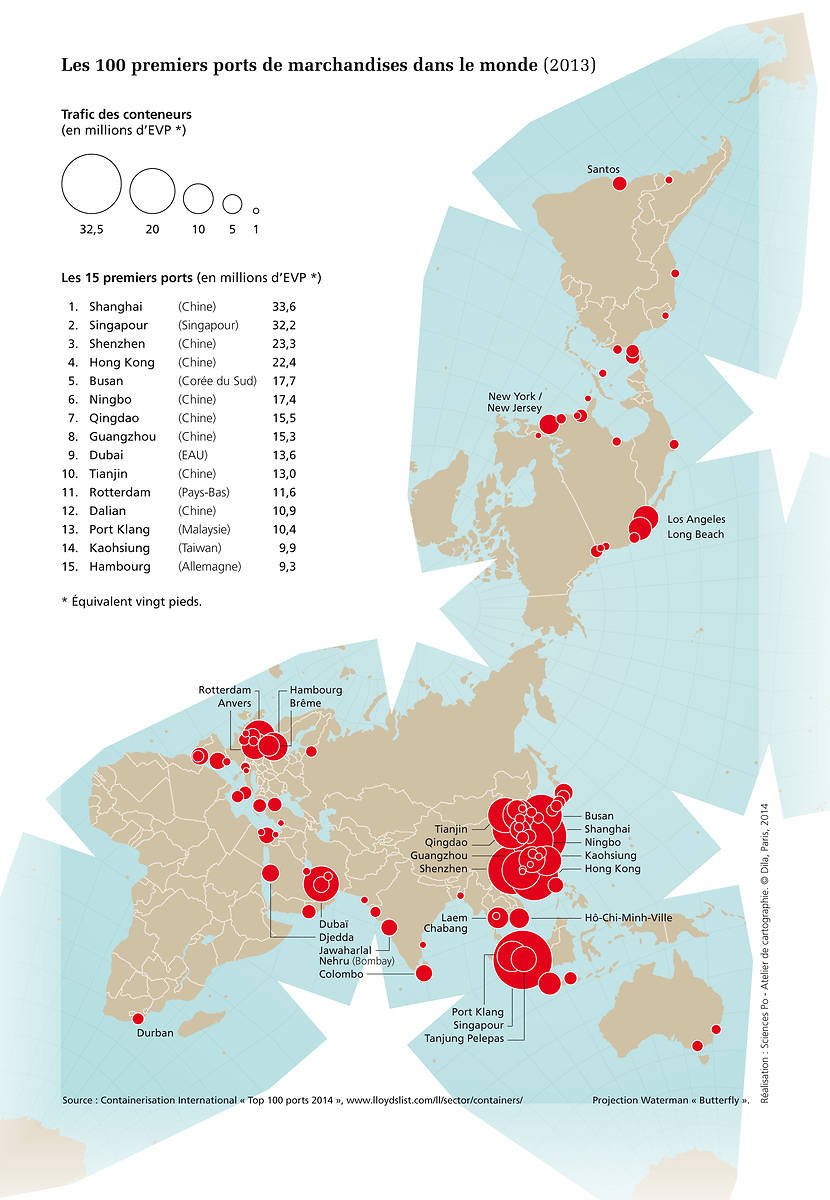 Les 100 premiers ports de marchandises dans le monde (2013)
Trafic des conteneurs
(en millions d'EVP *)
32,5 20 10 5 1
Les 15 premiers ports (en millions d'EVP *)
1. Shanghai (Chine) 33,6
2. Singapour (Singapour) 32,2
3. Shenzhen (Chine) 23,3
4. Hong Kong (Chine) 22,4
5. Busan (Corée du Sud) 17,7
6. Ningbo (Chine) 17,4
7. Qingdao (Chine) 15,5
8. Guangzhou (Chine) 15,3
9. Dubai (EAU) 13,6
10. Tianjin (Chine) 13,0
11. Rotterdam (Pays-Bas) 11,6
12. Dalian (Chine) 10,9
13. Port Klang (Malaysie) 10,4
14. Kaohsiung (Taiwan) 9,9
15. Hambourg (Allemagne) 9,3
* Équivalent vingt pieds.
Santos
New York /
New Jersey
Los Angeles
Long Beach
Rotterdam
Anvers
Hambourg
Brême
Tianjin
Qingdao
Guangzhou
Shenzhen
Busan
Shanghai
Ningbo
Kaohsiung
Hong Kong
Laem
Chabang
Hô-Chi-Minh-Ville
Dubaï
Djedda
Jawaharlal
Nehru (Bombay)
Colombo
Port Klang
Singapour
Tanjung Pelepas
Durban
Source : Containerisation International « Top 100 ports 2014 », www.lloydslist.com/ll/sector/containers/
Projection Waterman « Butterfly ».
Réalisation : Sciences Po - Atelier de cartographie. © Dila, Paris, 2014